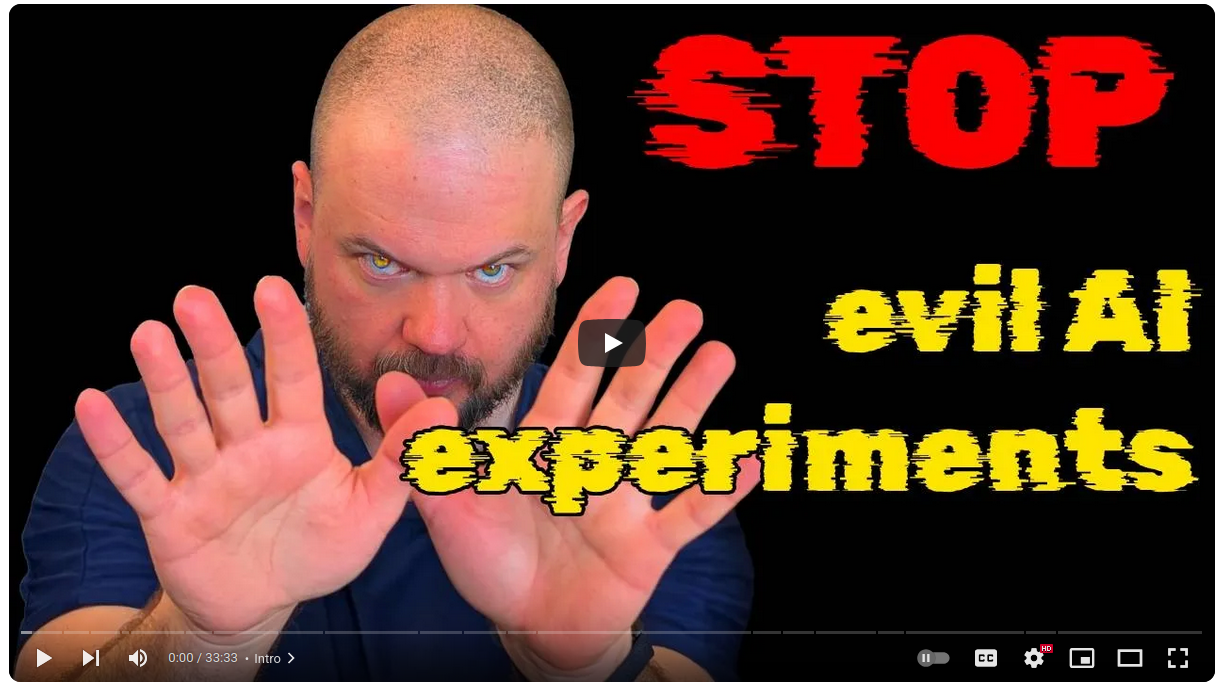 STOP
evil AI
experiments
0:00 / 33:33 • Intro
CC
HD